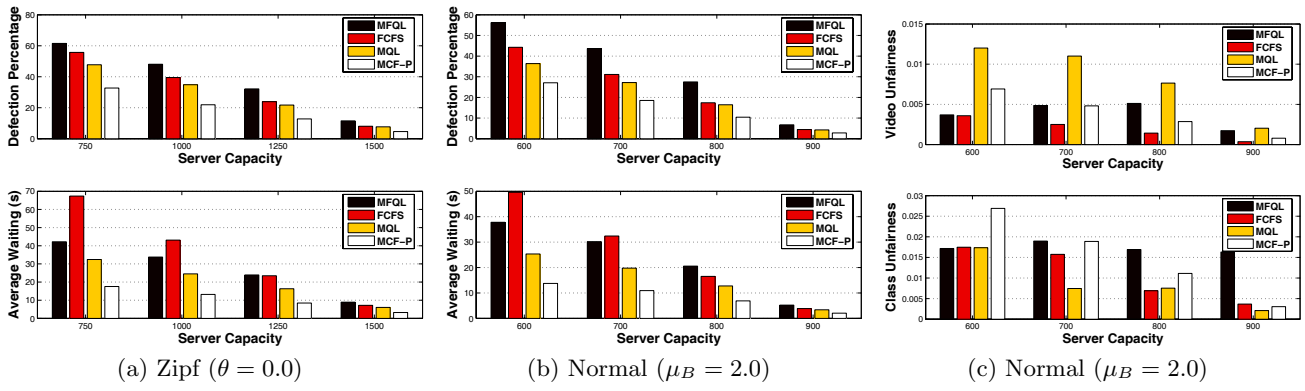 Defection Percentage
80
60
40
20
0
750 1000 1250 1500
Server Capacity
MFQL
FCFS
MQL
MCF-P
Average Waiting (s)
70
60
50
40
30
20
10
0
750 1000 1250 1500
Server Capacity
MFQL
FCFS
MQL
MCF-P
(a) Zipf (θ = 0.0)
Defection Percentage
60
50
40
30
20
10
0
600 700 800 900
Server Capacity
MFQL
FCFS
MQL
MCF-P
Average Waiting (s)
50
40
30
20
10
0
600 700 800 900
Server Capacity
MFQL
FCFS
MQL
MCF-P
(b) Normal (μB = 2.0)
Video Unfairness
0.015
0.01
0.005
0
600 700 800 900
Server Capacity
MFQL
FCFS
MQL
MCF-P
Class Unfairness
0.03
0.025
0.02
0.015
0.01
0.005
0
600 700 800 900
Server Capacity
MFQL
FCFS
MQL
MCF-P
(c) Normal (μB = 2.0)